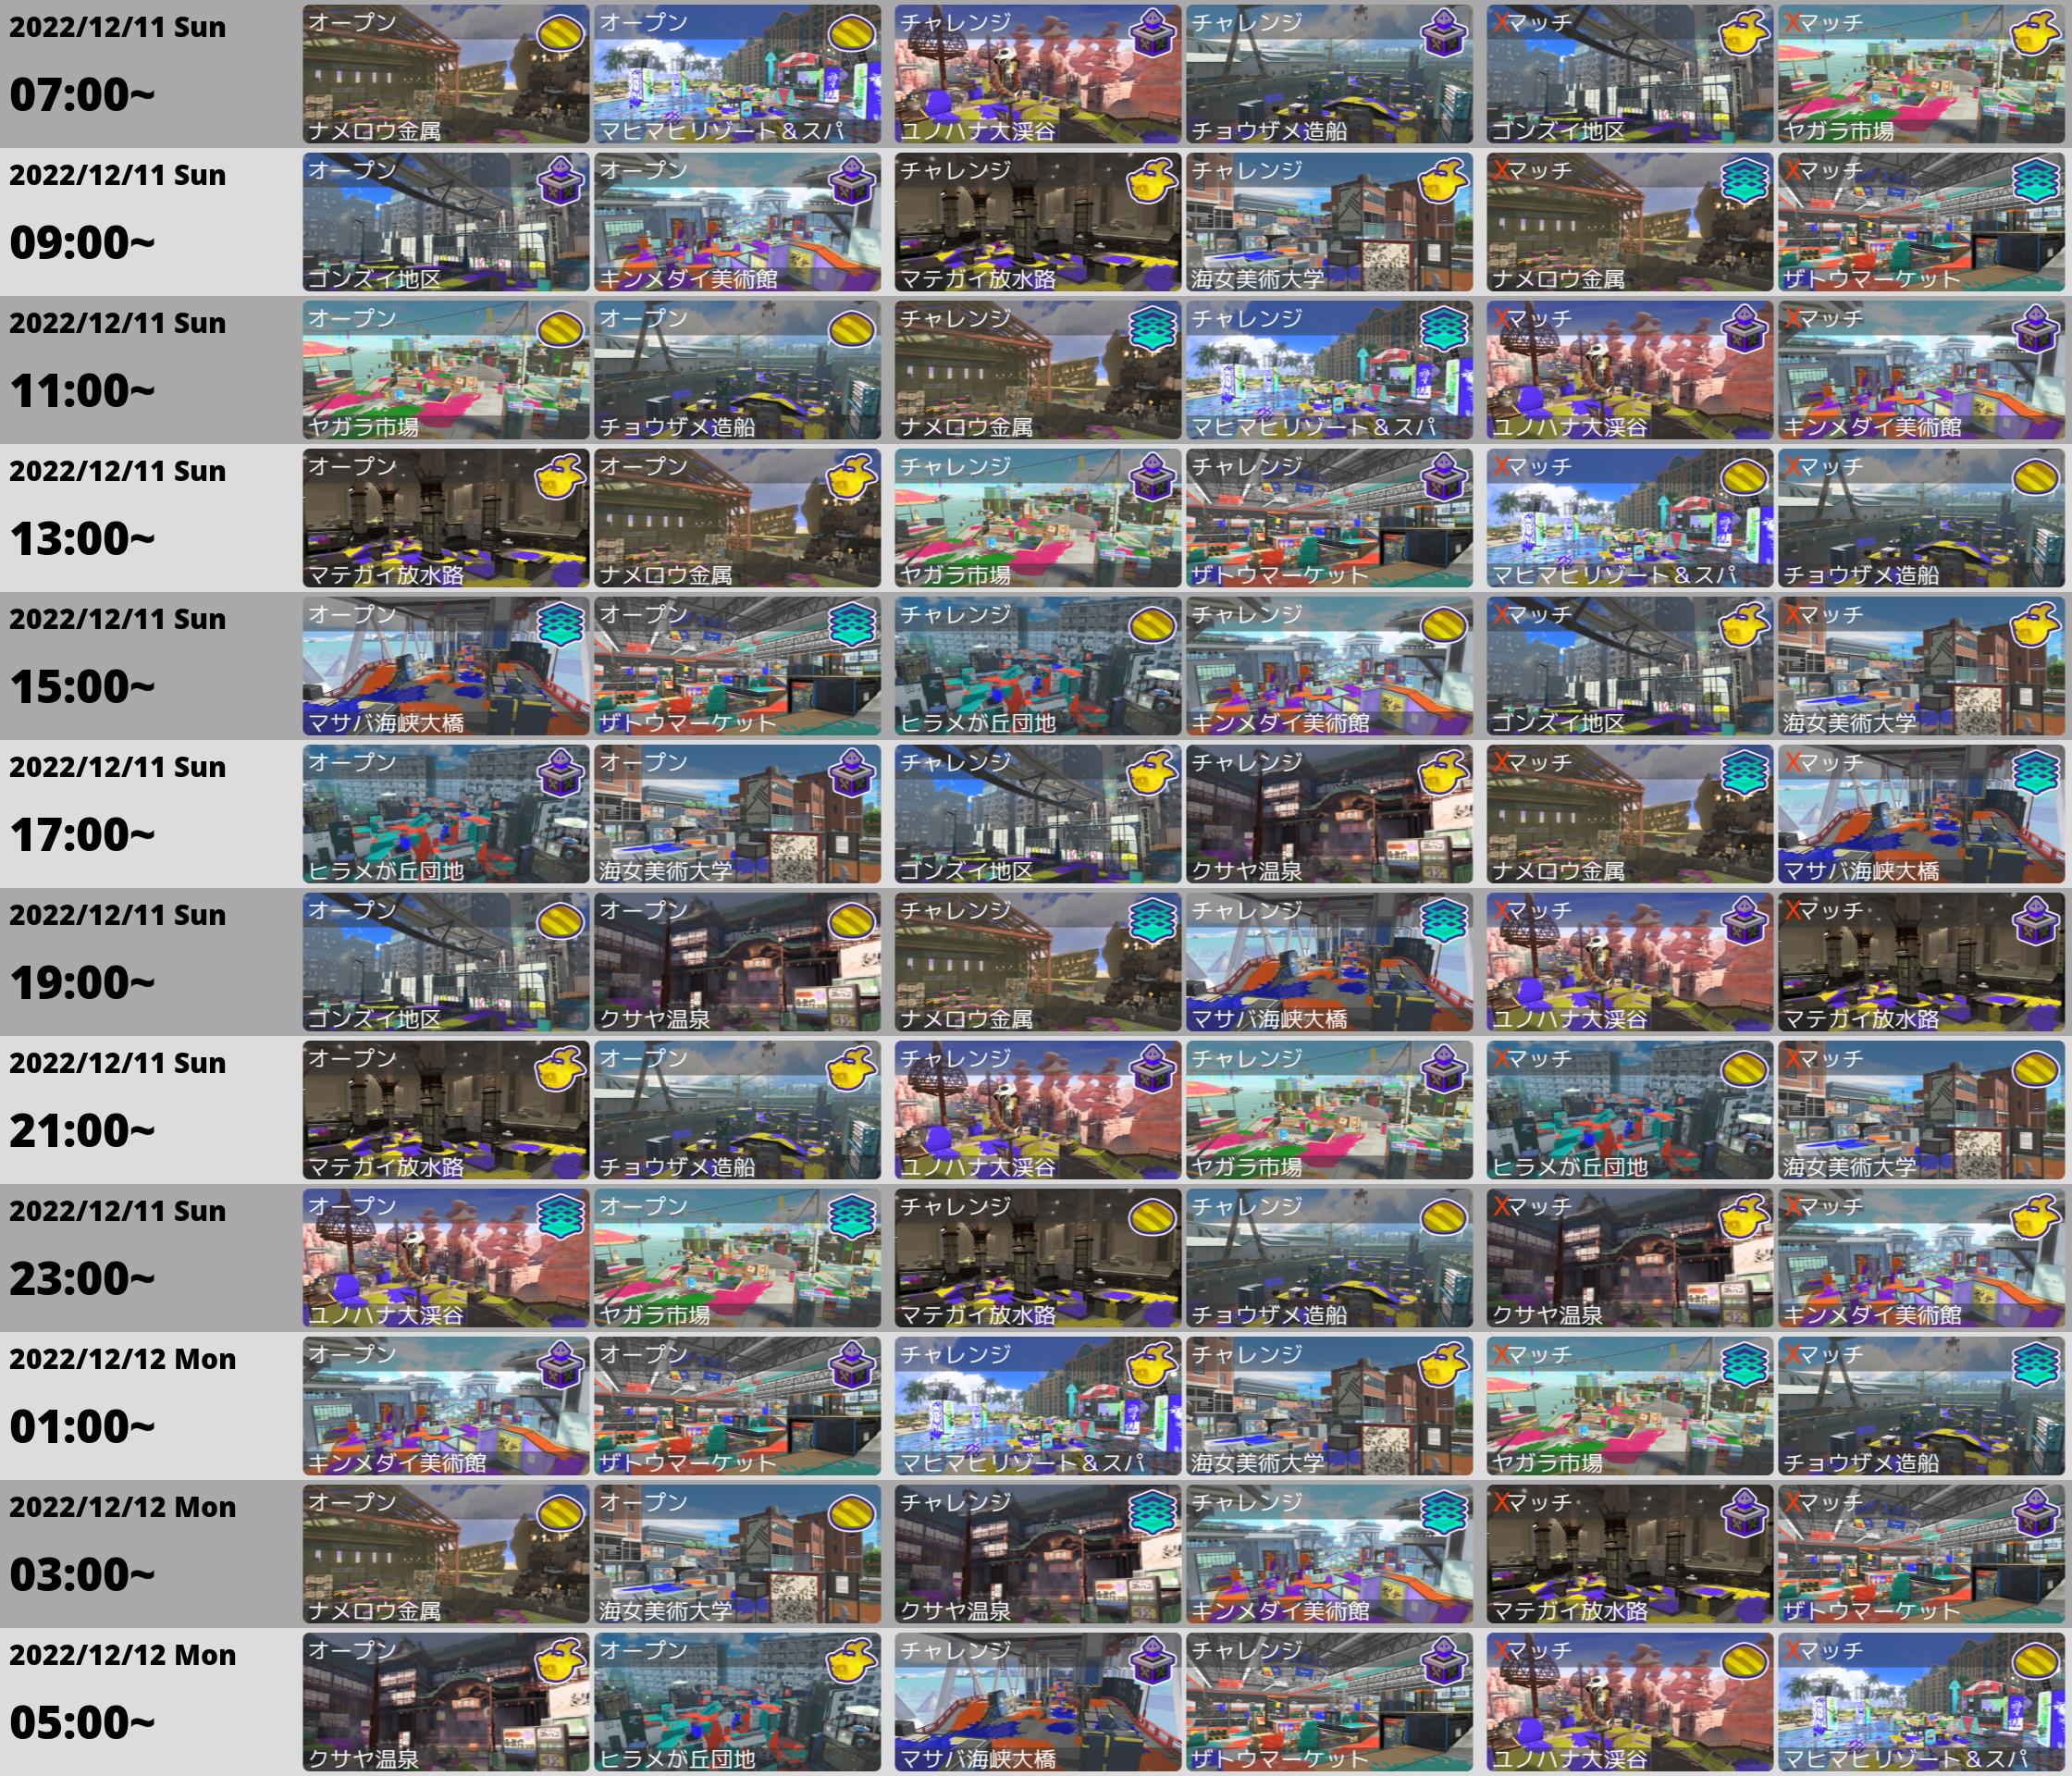 2022/12/11 Sun
07:00~
オープン オープン チャレンジ チャレンジ Xマッチ Xマッチ
ナメロウ金属 マヒマヒリゾート＆スパ ユノハナ大渓谷 チョウザメ造船 ゴンズイ地区 ヤガラ市場
2022/12/11 Sun
09:00~
オープン オープン チャレンジ チャレンジ Xマッチ Xマッチ
ゴンズイ地区 キンメダイ美術館 マテガイ放水路 海女美術大学 ナメロウ金属 ザトウマーケット
2022/12/11 Sun
11:00~
オープン オープン チャレンジ チャレンジ Xマッチ Xマッチ
ヤガラ市場 チョウザメ造船 ナメロウ金属 マヒマヒリゾート＆スパ ユノハナ大渓谷 キンメダイ美術館
2022/12/11 Sun
13:00~
オープン オープン チャレンジ チャレンジ Xマッチ Xマッチ
マテガイ放水路 ナメロウ金属 ヤガラ市場 ザトウマーケット マヒマヒリゾート＆スパ チョウザメ造船
2022/12/11 Sun
15:00~
オープン オープン チャレンジ チャレンジ Xマッチ Xマッチ
マサバ海峡大橋 ザトウマーケット ヒラメが丘団地 キンメダイ美術館 ゴンズイ地区 海女美術大学
2022/12/11 Sun
17:00~
オープン オープン チャレンジ チャレンジ Xマッチ Xマッチ
ヒラメが丘団地 海女美術大学 ゴンズイ地区 クサヤ温泉 ナメロウ金属 マサバ海峡大橋
2022/12/11 Sun
19:00~
オープン オープン チャレンジ チャレンジ Xマッチ Xマッチ
ゴンズイ地区 クサヤ温泉 ナメロウ金属 マサバ海峡大橋 ユノハナ大渓谷 マテガイ放水路
2022/12/11 Sun
21:00~
オープン オープン チャレンジ チャレンジ Xマッチ Xマッチ
マテガイ放水路 チョウザメ造船 ユノハナ大渓谷 ヤガラ市場 ヒラメが丘団地 海女美術大学
2022/12/11 Sun
23:00~
オープン オープン チャレンジ チャレンジ Xマッチ Xマッチ
ユノハナ大渓谷 ヤガラ市場 マテガイ放水路 チョウザメ造船 クサヤ温泉 キンメダイ美術館
2022/12/12 Mon
01:00~
オープン オープン チャレンジ チャレンジ Xマッチ Xマッチ
キンメダイ美術館 ザトウマーケット マヒマヒリゾート＆スパ 海女美術大学 ヤガラ市場 チョウザメ造船
2022/12/12 Mon
03:00~
オープン オープン チャレンジ チャレンジ Xマッチ Xマッチ
ナメロウ金属 海女美術大学 クサヤ温泉 キンメダイ美術館 マテガイ放水路 ザトウマーケット
2022/12/12 Mon
05:00~
オープン オープン チャレンジ チャレンジ Xマッチ Xマッチ
クサヤ温泉 ヒラメが丘団地 マサバ海峡大橋 ザトウマーケット ユノハナ大渓谷 マヒマヒリゾート＆スパ